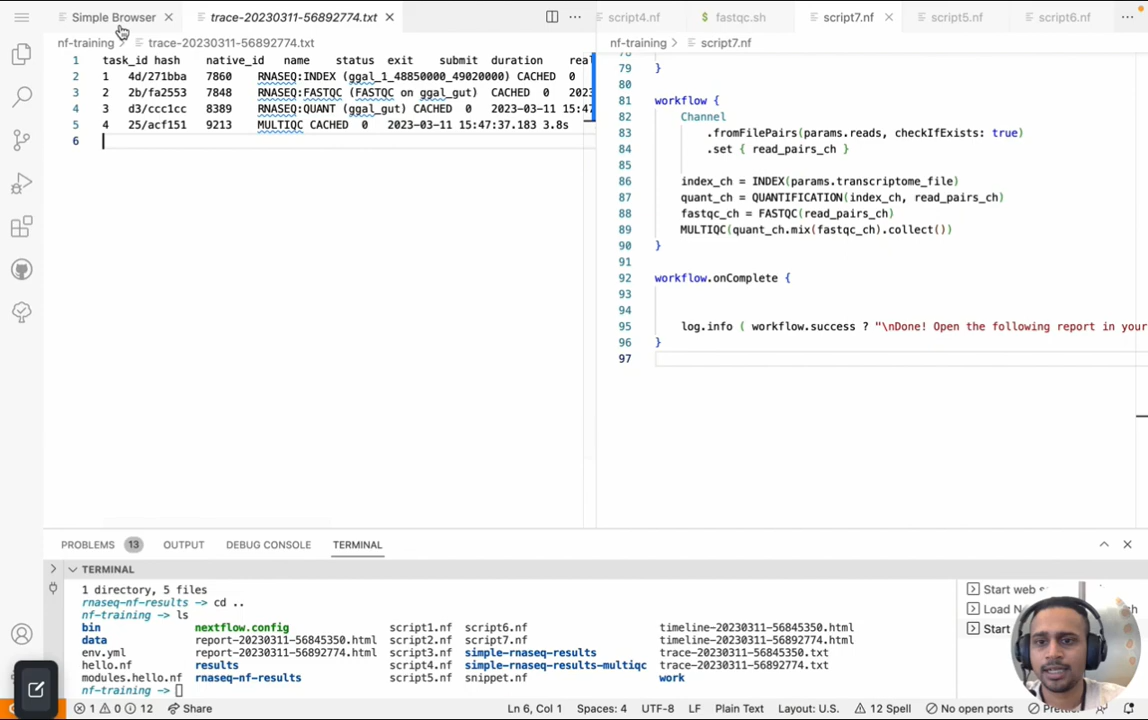 Simple Browser
trace-20230311-56892774.txt
script4.nf
fastqc.sh
script7.nf
script5.nf
script6.nf
nf-training > trace-20230311-56892774.txt
1 task_id hash native_id name status exit submit duration real
2 1 4d/271bba 7860 RNASEQ:INDEX (ggal_1_48850000_49020000) CACHED 0
3 2 2b/fa2553 7848 RNASEQ:FASTQC (FASTQC on ggal_gut) CACHED 0 2023-03-11
4 3 d3/ccc1cc 8389 RNASEQ:QUANT (ggal_gut) CACHED 0 2023-03-11 15:47
5 4 25/acf151 9213 MULTIQC CACHED 0 2023-03-11 15:47:37.183 3.8s
6
nf-training > script7.nf
78
79 }
80
81 workflow {
82 Channel
83 .fromFilePairs(params.reads, checkIfExists: true)
84 .set { read_pairs_ch }
85
86 index_ch = INDEX(params.transcriptome_file)
87 quant_ch = QUANTIFICATION(index_ch, read_pairs_ch)
88 fastqc_ch = FASTQC(read_pairs_ch)
89 MULTIQC(quant_ch.mix(fastqc_ch).collect())
90 }
91
92 workflow.onComplete {
93
94
95 log.info ( workflow.success ? "\nDone! Open the following report in your
96 }
97
PROBLEMS 13 OUTPUT DEBUG CONSOLE TERMINAL
TERMINAL
1 directory, 5 files
rnaseq-nf-results -> cd ..
nf-training -> ls
bin nextflow.config script1.nf script6.nf timeline-20230311-56845350.html
data report-20230311-56845350.html script2.nf script7.nf timeline-20230311-56892774.html
env.yml report-20230311-56892774.html script3.nf simple-rnaseq-results trace-20230311-56845350.txt
hello.nf results script4.nf simple-rnaseq-results-multiqc trace-20230311-56892774.txt
modules.hello.nf rnaseq-nf-results script5.nf snippet.nf work
nf-training ->
Start web
Load N
Start
1 0 12 Share
Ln 6, Col 1 Spaces: 4 UTF-8 LF Plain Text Layout: U.S. 12 Spell No open ports